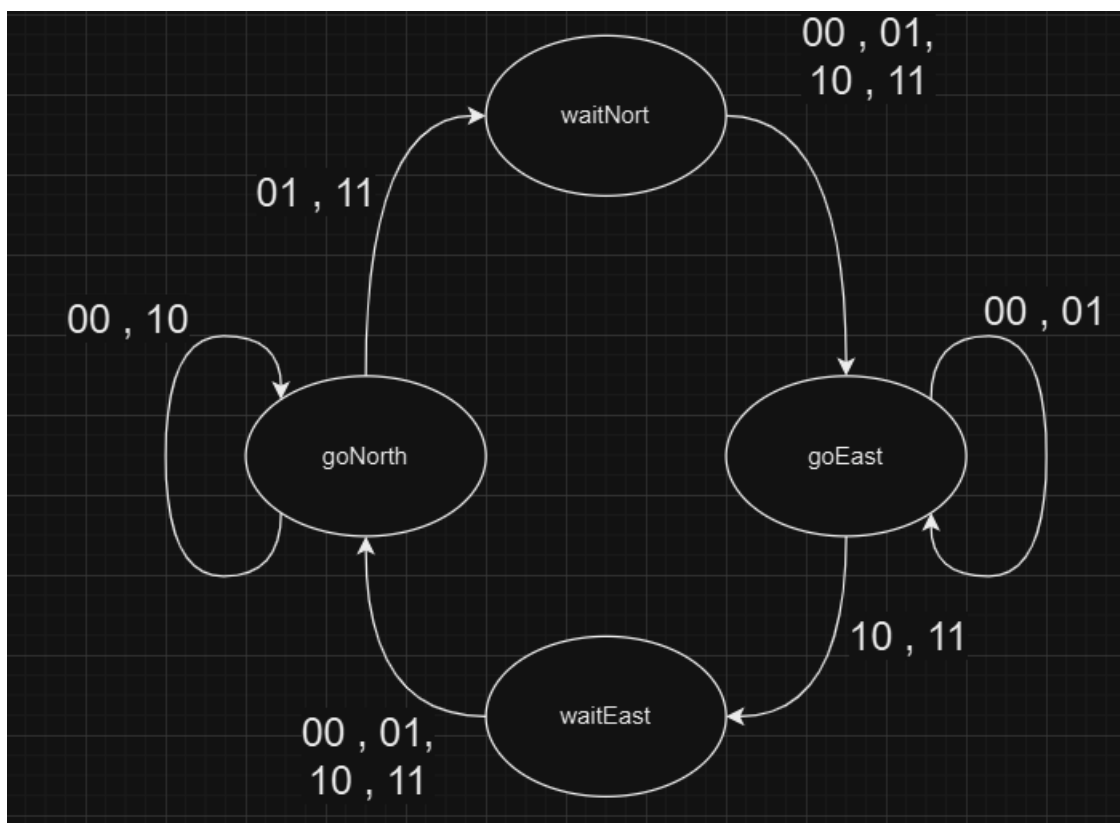 00 , 01,
10 , 11
waitNort
01 , 11
00 , 10
00 , 01
goNorth
goEast
10 , 11
waitEast
00 , 01,
10 , 11